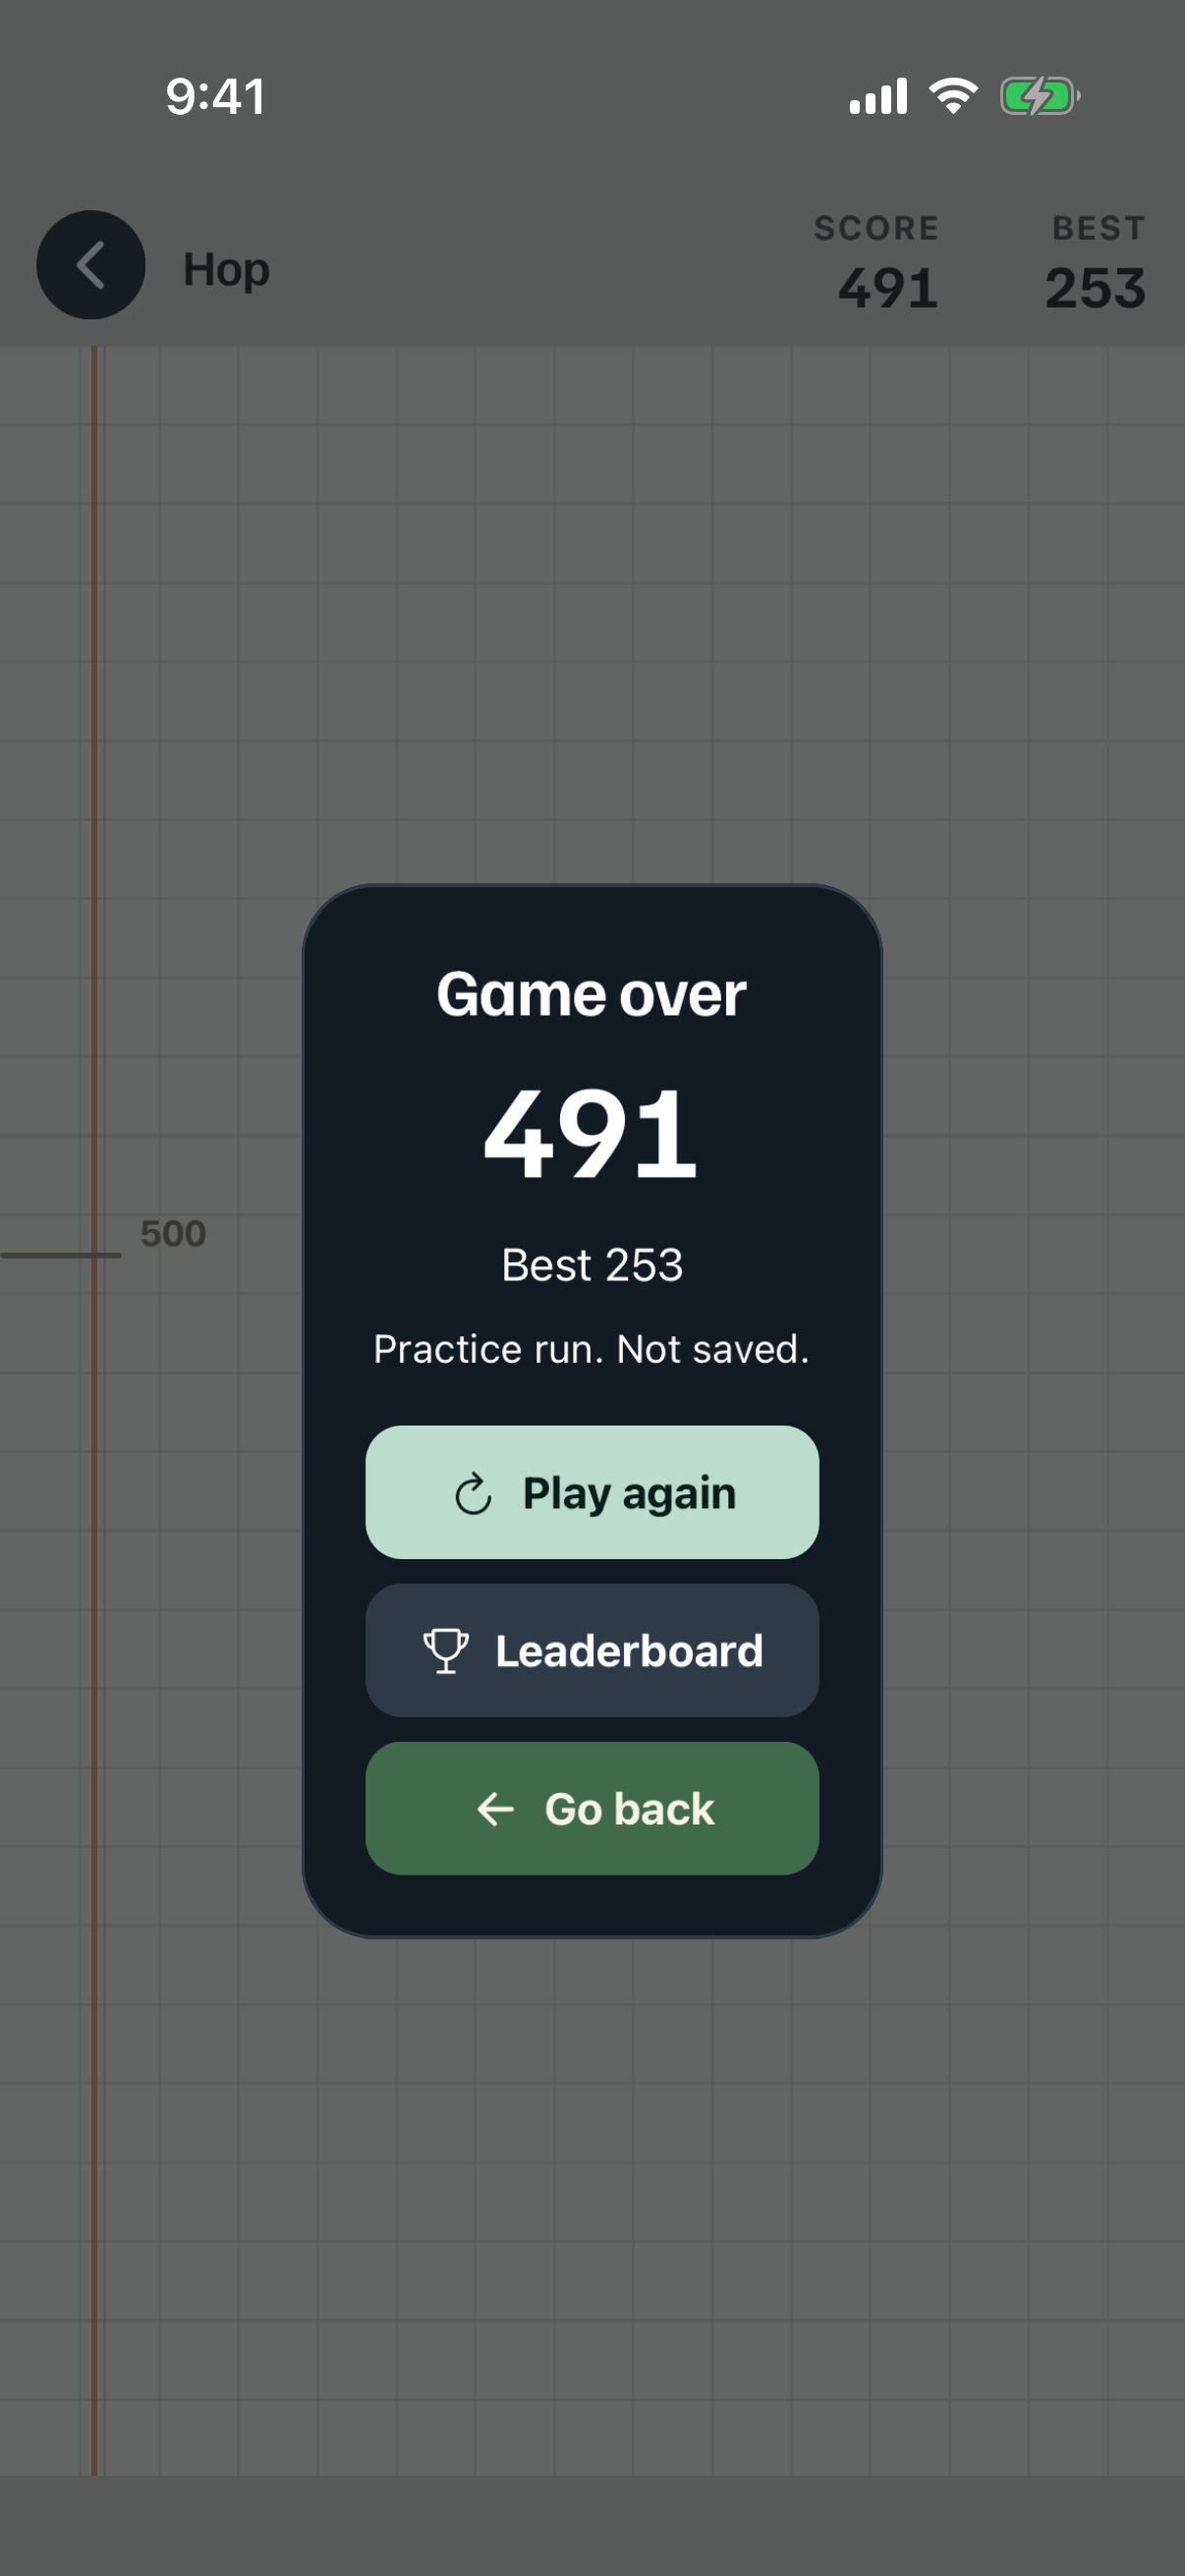 9:41
Hop
SCORE
491
BEST
253
Game over
491
500
Best 253
Practice run. Not saved.
Play again
Leaderboard
Go back